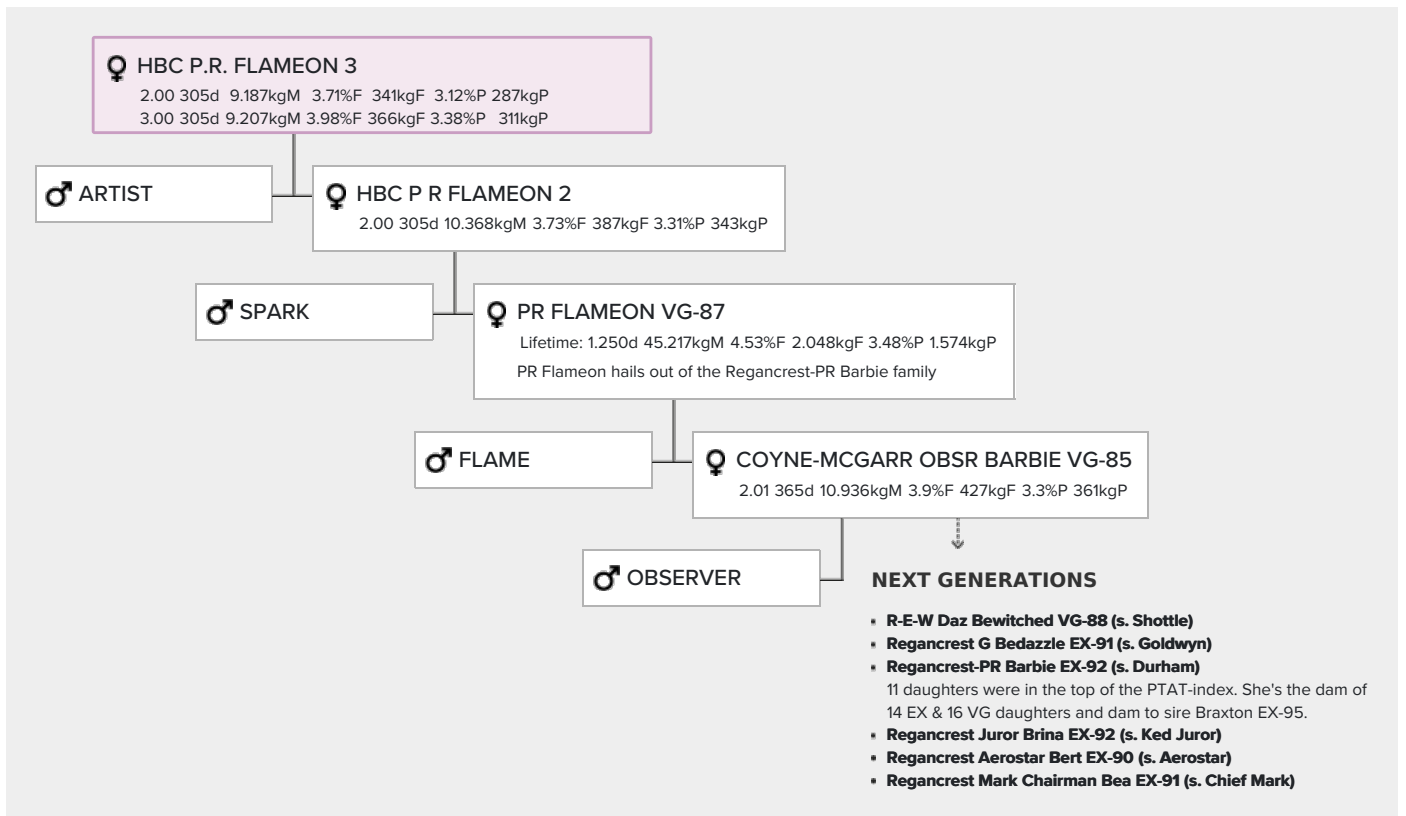 HBC P.R. FLAMEON 3
2.00 305d 9.187kgM 3.71%F 341kgF 3.12%P 287kgP
3.00 305d 9.207kgM 3.98%F 366kgF 3.38%P 311kgP
ARTIST
HBC P R FLAMEON 2
2.00 305d 10.368kgM 3.73%F 387kgF 3.31%P 343kgP
SPARK
PR FLAMEON VG-87
Lifetime: 1.250d 45.217kgM 4.53%F 2.048kgF 3.48%P 1.574kgP
PR Flameon hails out of the Regancrest-PR Barbie family
FLAME
COYNE-MCGARR OBSR BARBIE VG-85
2.01 365d 10.936kgM 3.9%F 427kgF 3.3%P 361kgP
OBSERVER
NEXT GENERATIONS
R-E-W Daz Bewitched VG-88 (s. Shottle)
Regancrest G Bedazzle EX-91 (s. Goldwyn)
Regancrest-PR Barbie EX-92 (s. Durham)
11 daughters were in the top of the PTAT-index. She's the dam of
14 EX & 16 VG daughters and dam to sire Braxton EX-95.
Regancrest Juror Brina EX-92 (s. Ked Juror)
Regancrest Aerostar Bert EX-90 (s. Aerostar)
Regancrest Mark Chairman Bea EX-91 (s. Chief Mark)